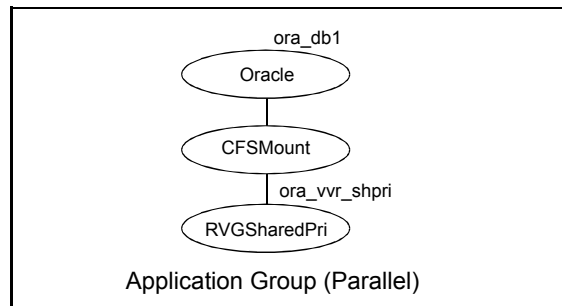 ora_db1
Oracle
CFSMount
ora_vvr_shpri
RVGSharedPri
Application Group (Parallel)